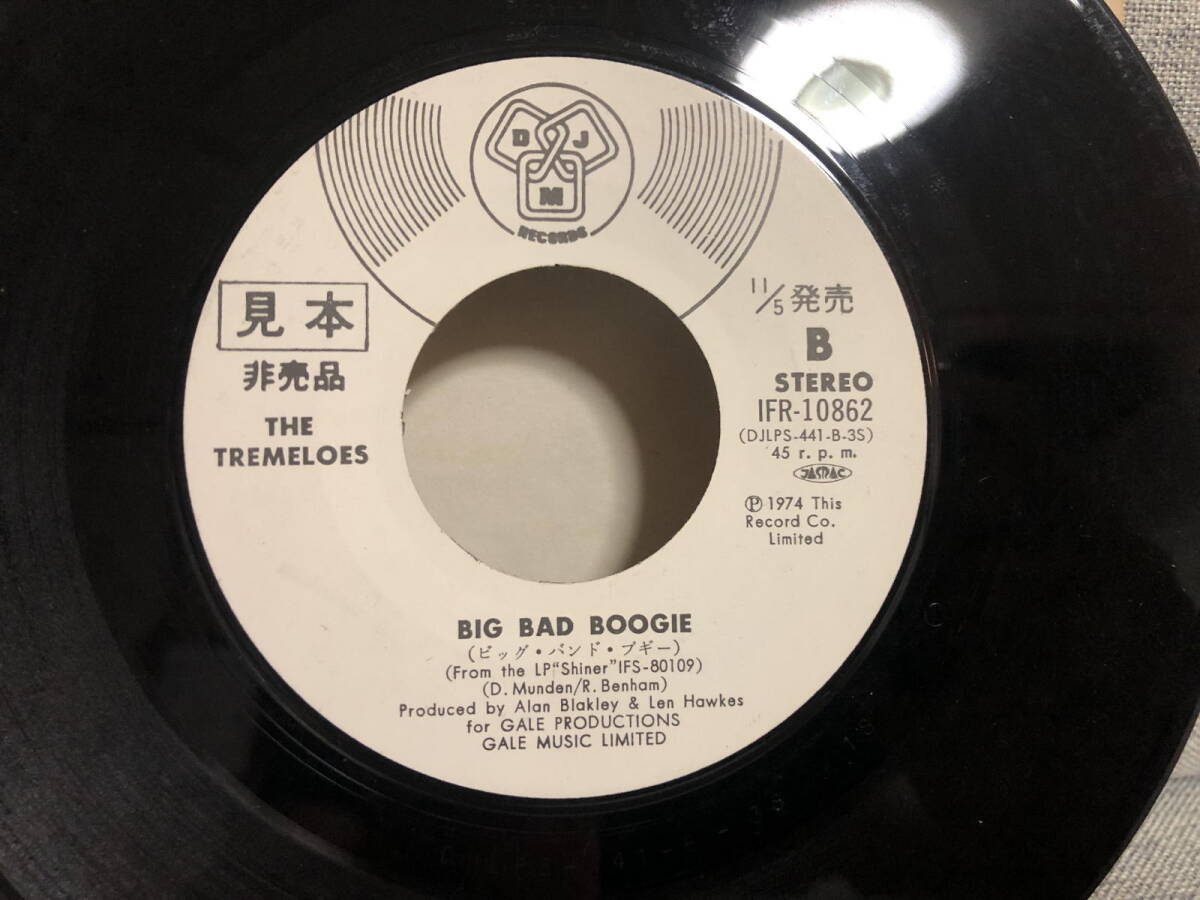 D J
M
RECORDS
見本
非売品
THE
TREMELOES
11/5 発売
B
STEREO
IFR-10862
(DJLPS-441-B-3S)
45 r. p. m.
JASRAC
Ⓟ 1974 This
Record Co.
Limited
BIG BAD BOOGIE
(ビッグ・バンド・ブギー)
(From the LP“Shiner”IFS-80109)
(D. Munden/R. Benham)
Produced by Alan Blakley & Len Hawkes
for GALE PRODUCTIONS
GALE MUSIC LIMITED